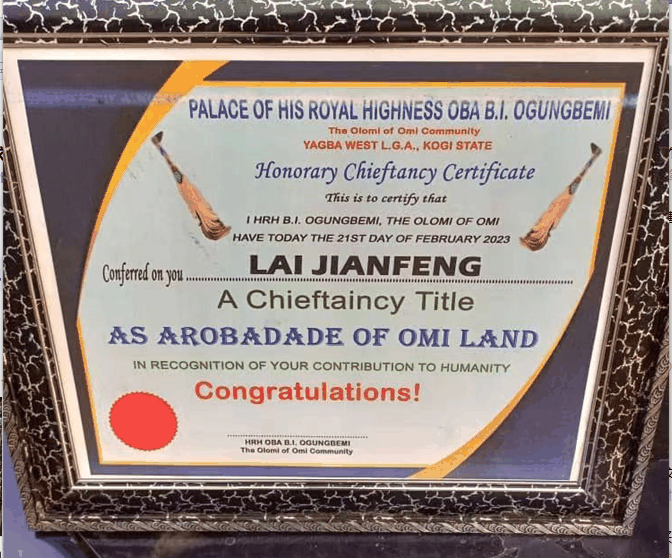 PALACE OF HIS ROYAL HIGHNESS OBA B.I. OGUNGBEMI
The Olomi of Omi Community
YAGBA WEST L.G.A., KOGI STATE
Honorary Chieftancy Certificate
This is to certify that
I HRH B.I. OGUNGBEMI, THE OLOMI OF OMI
HAVE TODAY THE 21ST DAY OF FEBRUARY 2023
Conferred on you LAI JIANFENG
A Chieftaincy Title
AS AROBADADE OF OMI LAND
IN RECOGNITION OF YOUR CONTRIBUTION TO HUMANITY
Congratulations!
HRH OBA B.I. OGUNGBEMI
The Olomi of Omi Community